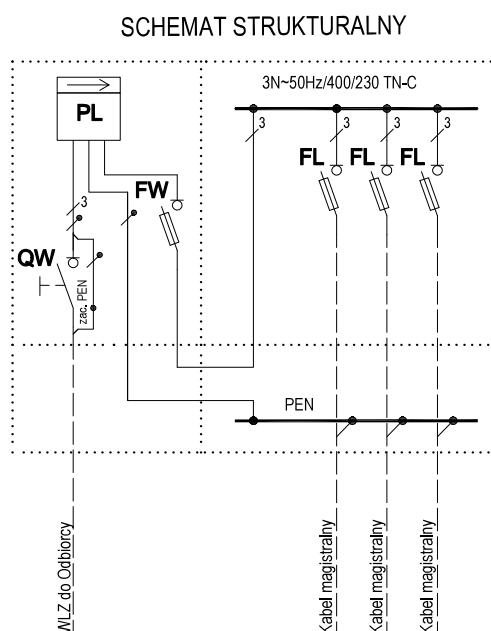 SCHEMAT STRUKTURALNY
3N~50Hz/400/230 TN-C
PL
3
3
3
3
FL
FL
FL
FW
3
QW
zac. PEN
PEN
WLZ do Odbiorcy
Kabel magistralny
Kabel magistralny
Kabel magistralny